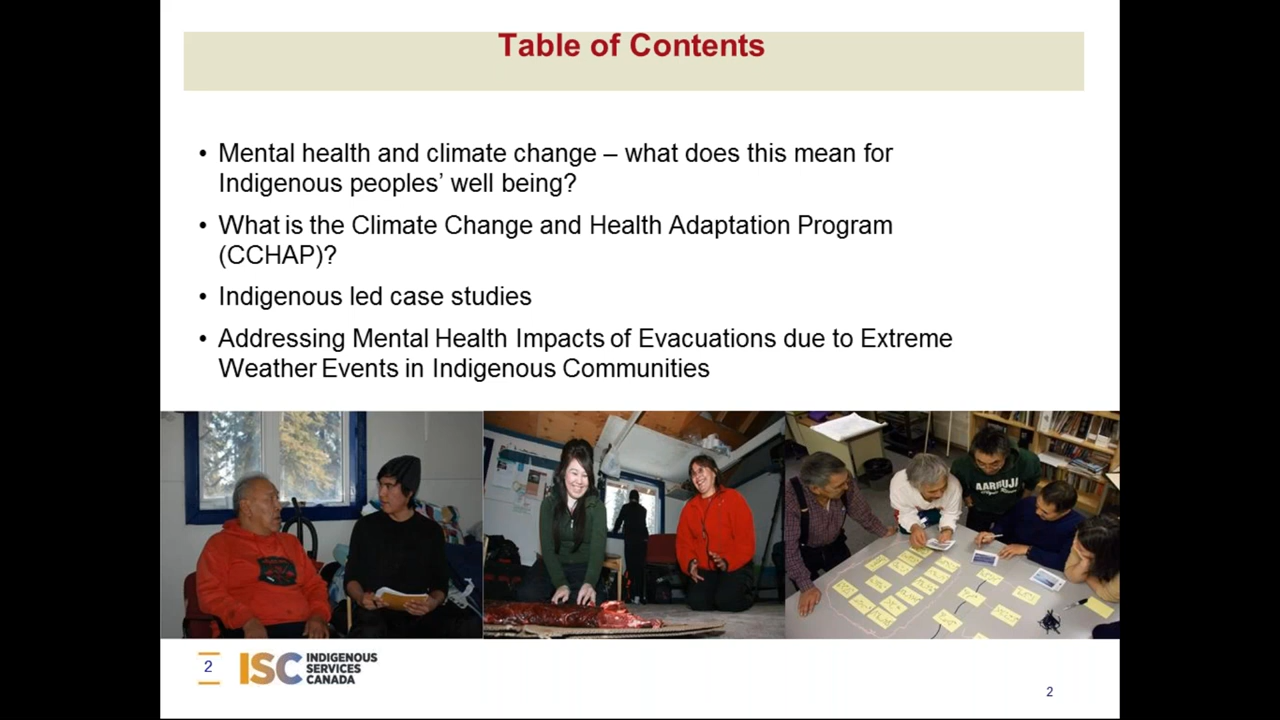 Table of Contents
• Mental health and climate change – what does this mean for
Indigenous peoples’ well being?
• What is the Climate Change and Health Adaptation Program
(CCHAP)?
• Indigenous led case studies
• Addressing Mental Health Impacts of Evacuations due to Extreme
Weather Events in Indigenous Communities
AARRUJA
2
ISC
INDIGENOUS
SERVICES
CANADA
2